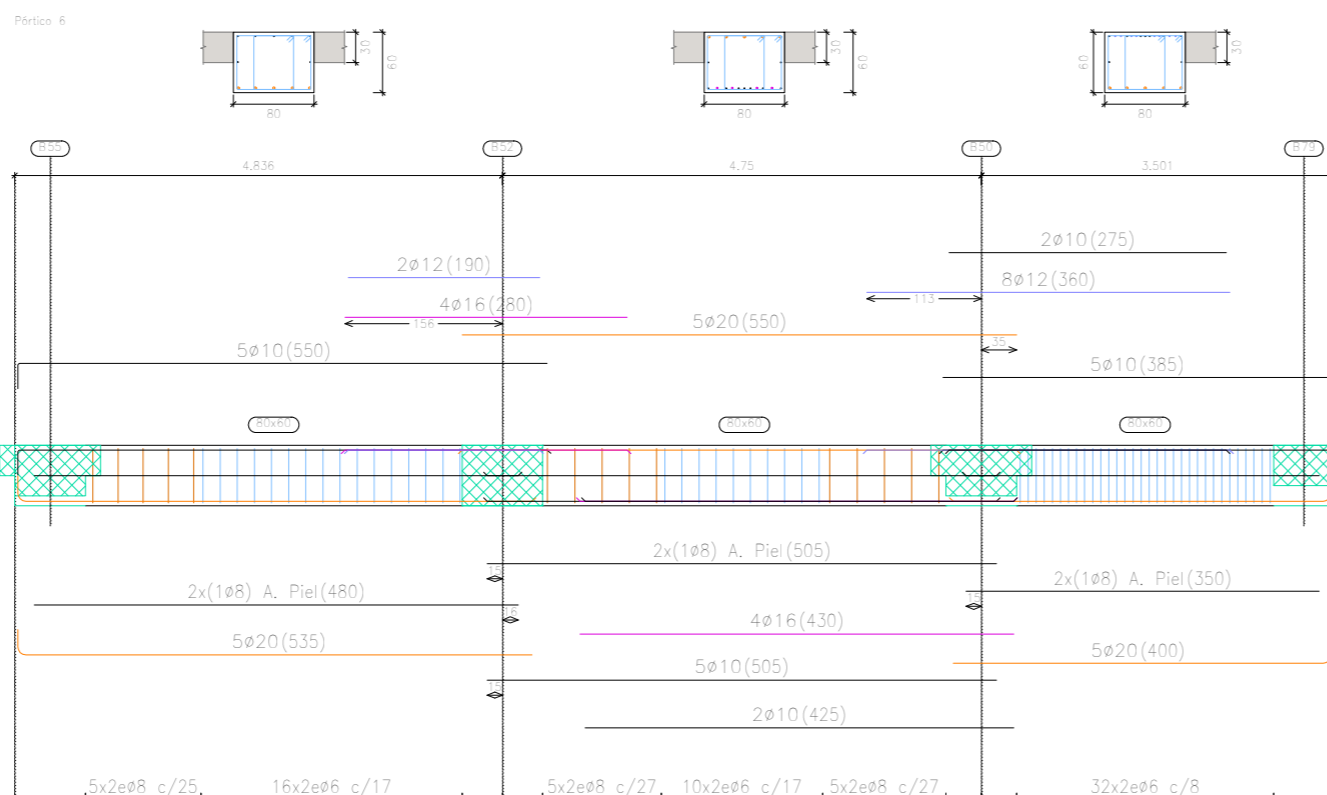 Pórtico 6
30
60
80
30
60
80
60
30
80
B55
B52
B50
B79
4.836
4.75
3.501
2ø10(275)
2ø12(190)
8ø12(360)
113
4ø16(280)
156
5ø20(550)
35
5ø10(550)
5ø10(385)
80x60
80x60
80x60
2x(1ø8) A. Piel(505)
15
2x(1ø8) A. Piel(480)
16
2x(1ø8) A. Piel(350)
15
4ø16(430)
5ø20(535)
5ø20(400)
5ø10(505)
15
2ø10(425)
5x2eø8 c/25
16x2eø6 c/17
5x2eø8 c/27
10x2eø6 c/17
5x2eø8 c/27
32x2eø6 c/8